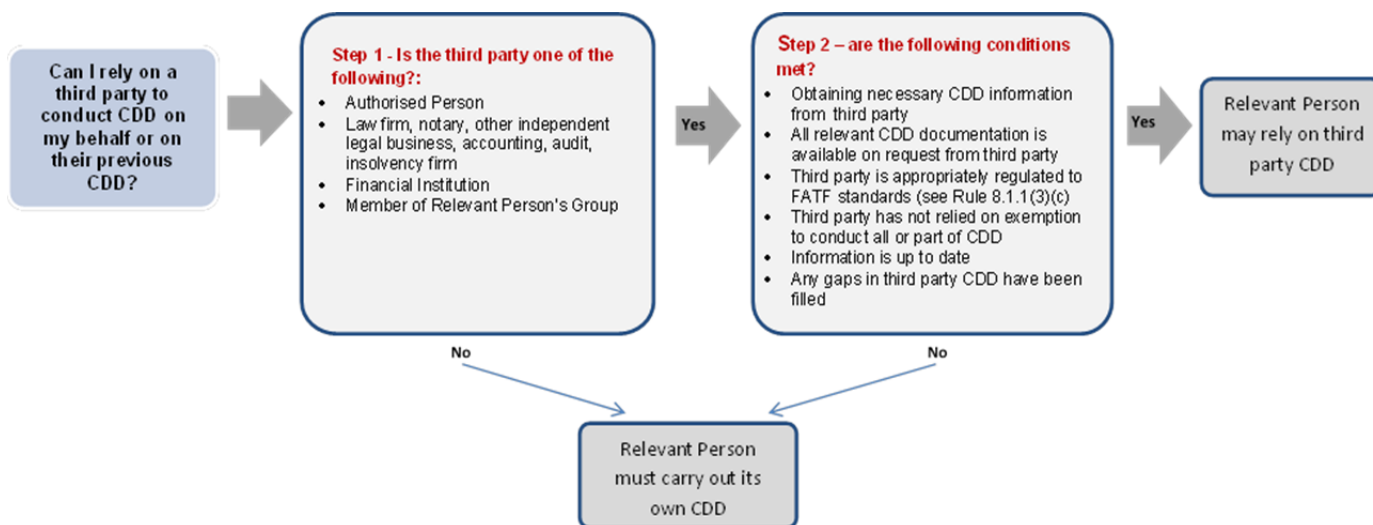 Can I rely on a
third party to
conduct CDD on
my behalf or on
their previous
CDD?
Step 1 - Is the third party one of the
following?:
• Authorised Person
• Law firm, notary, other independent
legal business, accounting, audit,
insolvency firm
• Financial Institution
• Member of Relevant Person's Group
Yes
Step 2 – are the following conditions
met?
• Obtaining necessary CDD information
from third party
• All relevant CDD documentation is
available on request from third party
• Third party is appropriately regulated to
FATF standards (see Rule 8.1.1(3)(c)
• Third party has not relied on exemption
to conduct all or part of CDD
• Information is up to date
• Any gaps in third party CDD have been
filled
Yes
Relevant Person
may rely on third
party CDD
No
No
Relevant Person
must carry out its
own CDD